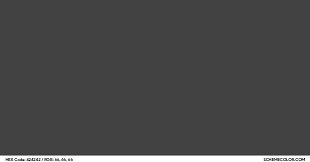 HEX Code: 424242 / RGB: 66, 66, 66
SCHEMECOLOR.COM